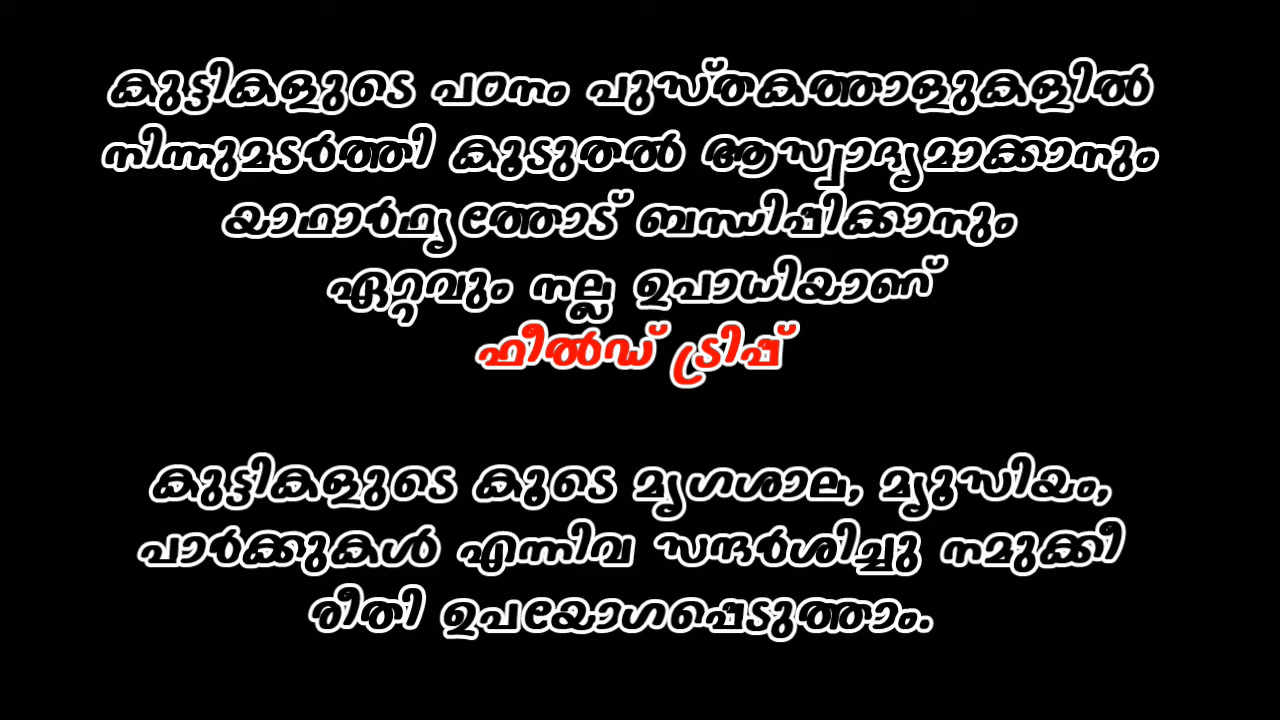 കുട്ടികളുടെ പഠനം പുസ്തകത്താളുകളിൽ
നിന്നുമടർത്തി കൂടുതൽ ആസ്വാദ്യമാക്കാനും
യാഥാർഥ്യത്തോട് ബന്ധിപ്പിക്കാനും
ഏറ്റവും നല്ല ഉപാധിയാണ്
ഫീൽഡ് ട്രിപ്പ്
കുട്ടികളുടെ കൂടെ മൃഗശാല, മ്യൂസിയം,
പാർക്കുകൾ എന്നിവ സന്ദർശിച്ചു നമുക്കീ
രീതി ഉപയോഗപ്പെടുത്താം.